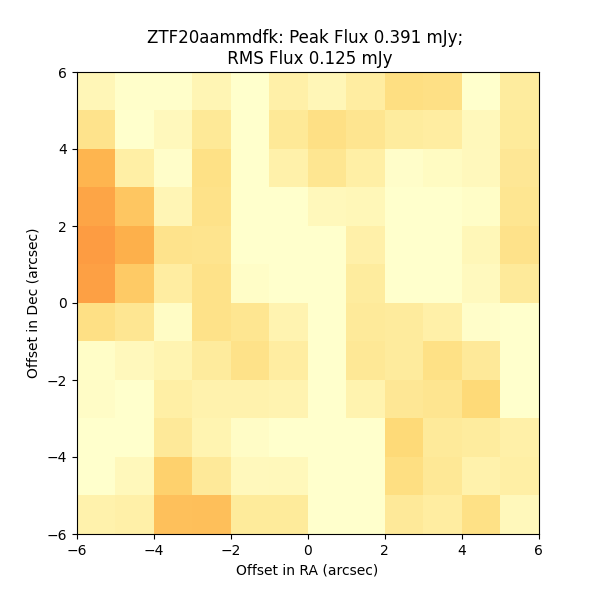 ZTF20aammdfk: Peak Flux 0.391 mJy;
RMS Flux 0.125 mJy
6
4
2
0
−2
−4
−6
Offset in Dec (arcsec)
−6 −4 −2 0 2 4 6
Offset in RA (arcsec)